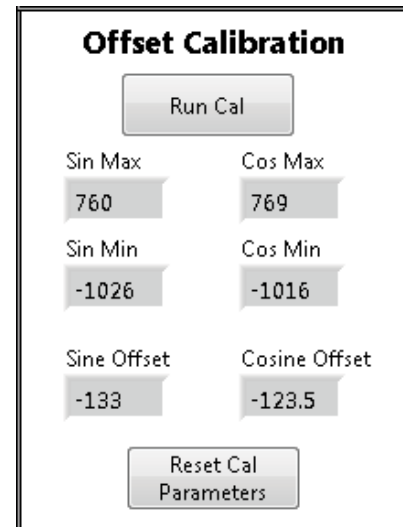 Offset Calibration
Run Cal
Sin Max Cos Max
760 769
Sin Min Cos Min
-1026 -1016
Sine Offset Cosine Offset
-133 -123.5
Reset Cal
Parameters